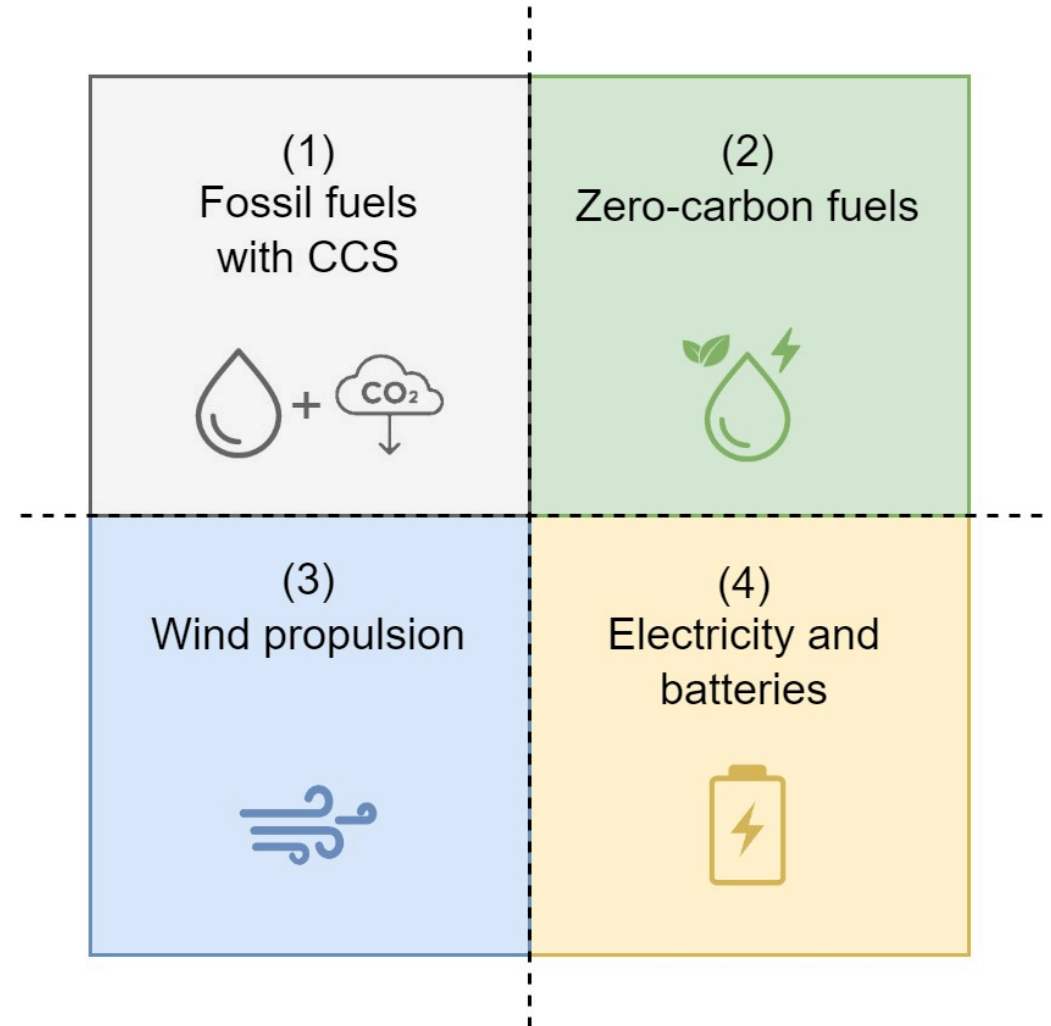 (1)
Fossil fuels
with CCS
+ CO₂
(2)
Zero-carbon fuels
(3)
Wind propulsion
(4)
Electricity and
batteries